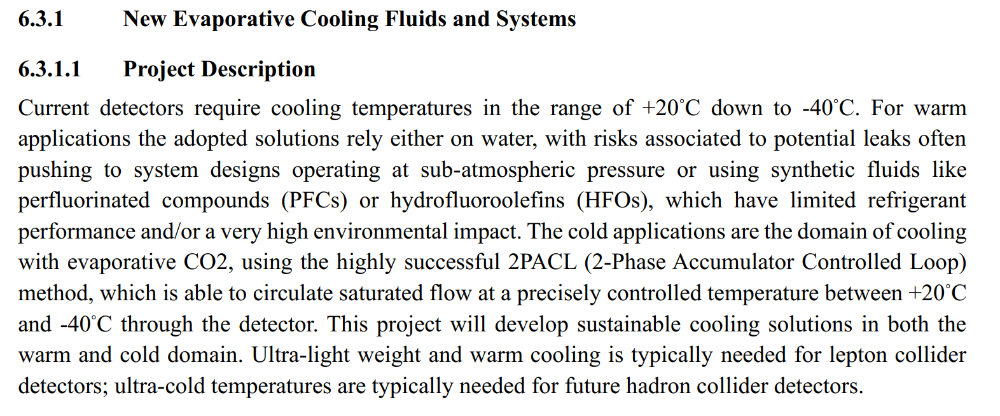 6.3.1 New Evaporative Cooling Fluids and Systems
6.3.1.1 Project Description
Current detectors require cooling temperatures in the range of +20˚C down to -40˚C. For warm
applications the adopted solutions rely either on water, with risks associated to potential leaks often
pushing to system designs operating at sub-atmospheric pressure or using synthetic fluids like
perfluorinated compounds (PFCs) or hydrofluoroolefins (HFOs), which have limited refrigerant
performance and/or a very high environmental impact. The cold applications are the domain of cooling
with evaporative CO2, using the highly successful 2PACL (2-Phase Accumulator Controlled Loop)
method, which is able to circulate saturated flow at a precisely controlled temperature between +20˚C
and -40˚C through the detector. This project will develop sustainable cooling solutions in both the
warm and cold domain. Ultra-light weight and warm cooling is typically needed for lepton collider
detectors; ultra-cold temperatures are typically needed for future hadron collider detectors.